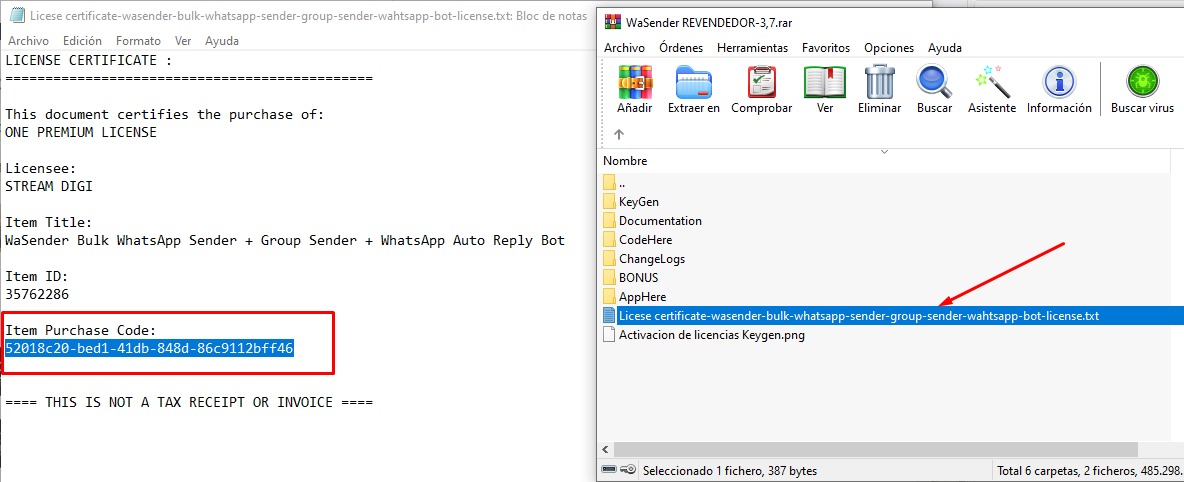 Licese certificate-wasender-bulk-whatsapp-sender-group-sender-wahtsapp-bot-license.txt: Bloc de notas
Archivo Edición Formato Ver Ayuda
LICENSE CERTIFICATE :
==============================================
This document certifies the purchase of:
ONE PREMIUM LICENSE
Licensee:
STREAM DIGI
Item Title:
WaSender Bulk WhatsApp Sender + Group Sender + WhatsApp Auto Reply Bot
Item ID:
35762286
Item Purchase Code:
52018c20-bed1-41db-848d-86c9112bff46
==== THIS IS NOT A TAX RECEIPT OR INVOICE ====
WaSender REVENDEDOR-3,7.rar
Archivo Órdenes Herramientas Favoritos Opciones Ayuda
Añadir Extraer en Comprobar Ver Eliminar Buscar Asistente Información Buscar virus
Nombre
..
KeyGen
Documentation
CodeHere
ChangeLogs
BONUS
AppHere
Licese certificate-wasender-bulk-whatsapp-sender-group-sender-wahtsapp-bot-license.txt
Activacion de licencias Keygen.png
Seleccionado 1 fichero, 387 bytes
Total 6 carpetas, 2 ficheros, 485.298.